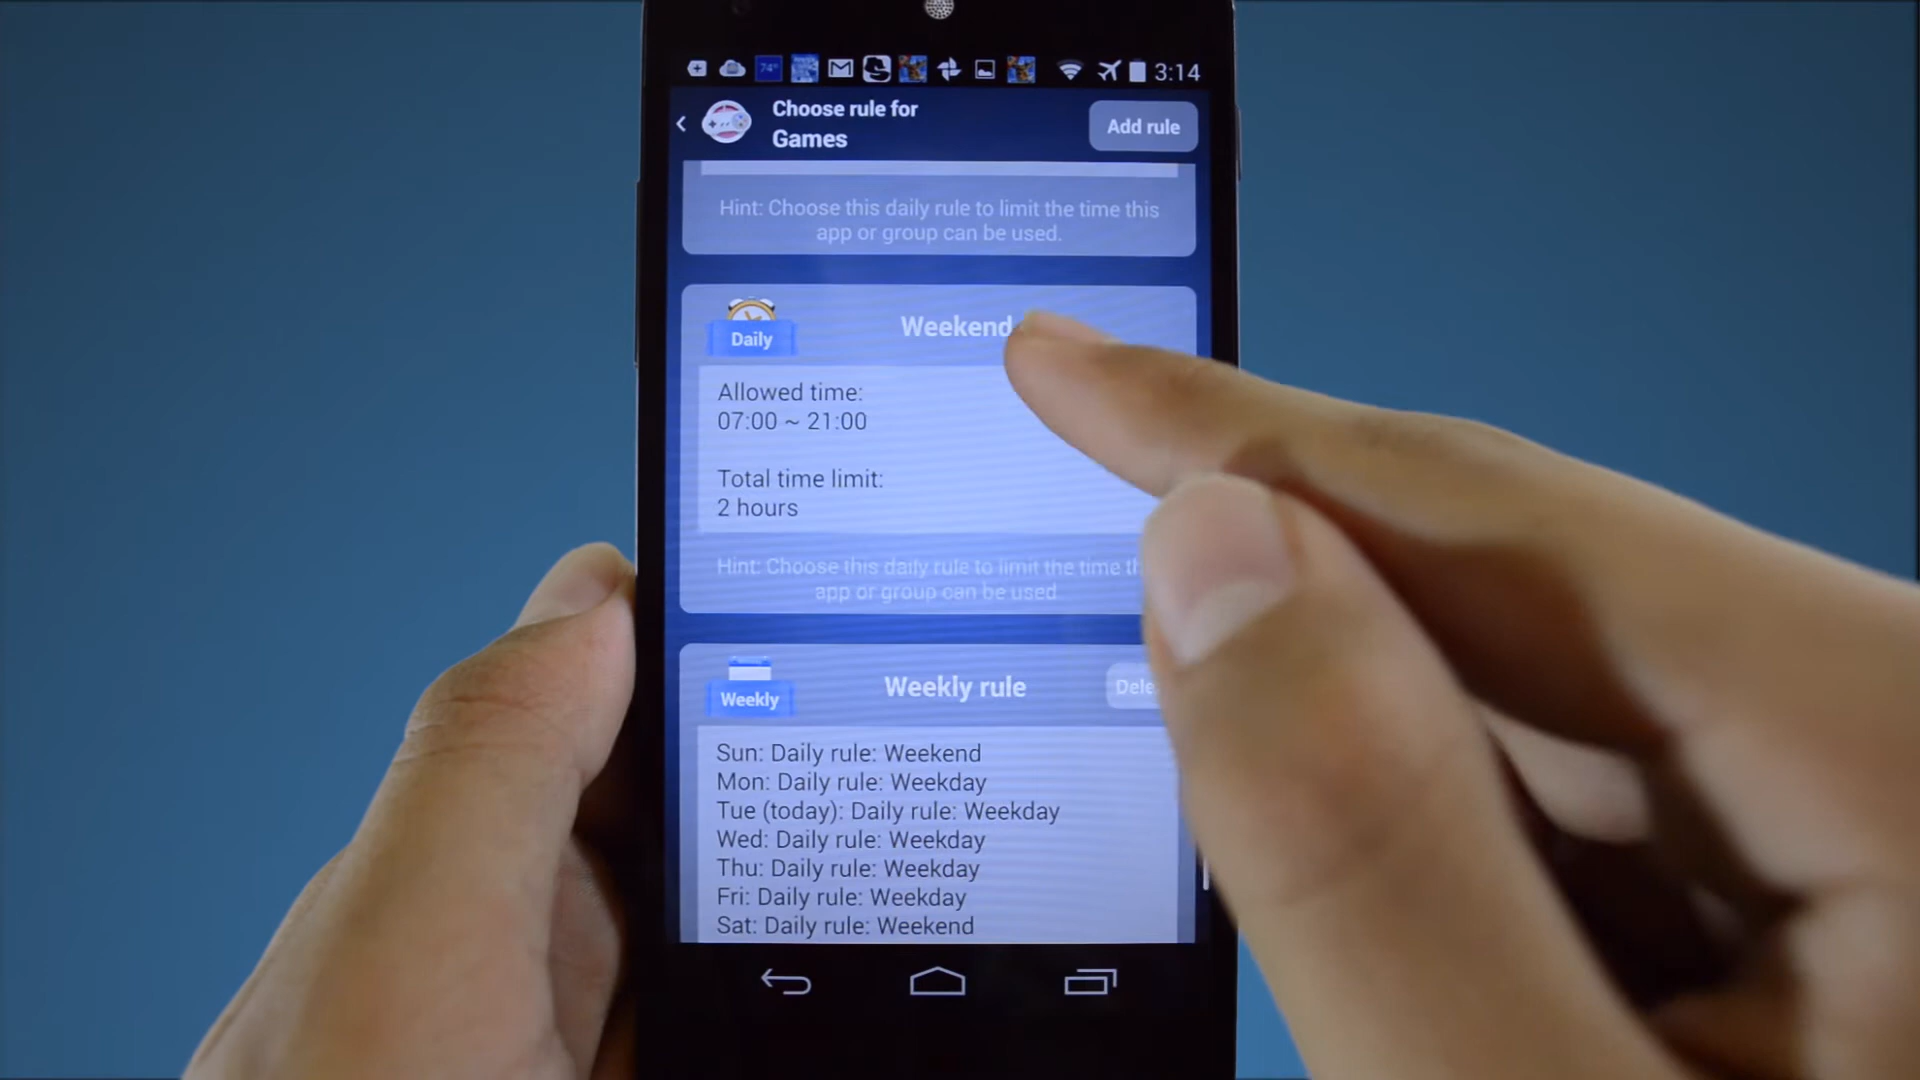 74°
3:14
Choose rule for
Games
Add rule
Hint: Choose this daily rule to limit the time this
app or group can be used.
Daily
Weekend
Allowed time:
07:00 ~ 21:00
Total time limit:
2 hours
Hint: Choose this daily rule to limit the time th
app or group can be used
Weekly
Weekly rule
Dele
Sun: Daily rule: Weekend
Mon: Daily rule: Weekday
Tue (today): Daily rule: Weekday
Wed: Daily rule: Weekday
Thu: Daily rule: Weekday
Fri: Daily rule: Weekday
Sat: Daily rule: Weekend